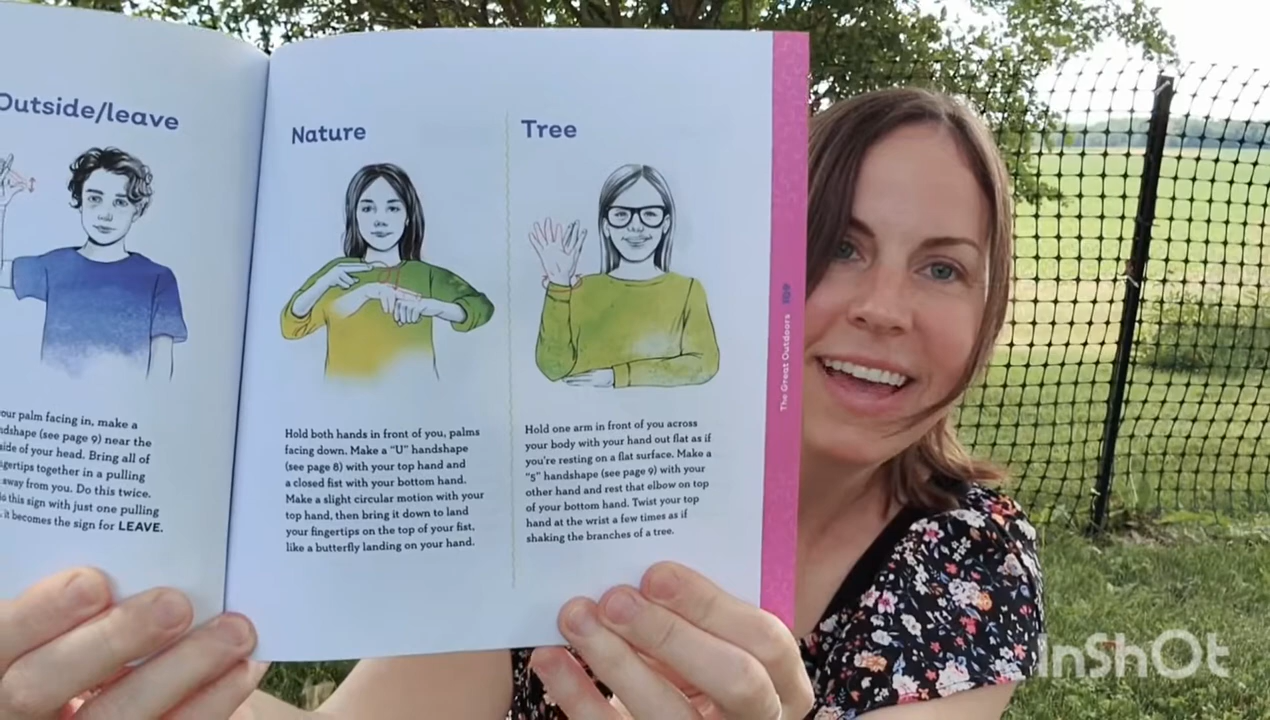 Outside/leave
your palm facing in, make a
handshape (see page 9) near the
side of your head. Bring all of
fingertips together in a pulling
away from you. Do this twice.
do this sign with just one pulling
it becomes the sign for LEAVE.
Nature
Hold both hands in front of you, palms
facing down. Make a “U” handshape
(see page 8) with your top hand and
a closed fist with your bottom hand.
Make a slight circular motion with your
top hand, then bring it down to land
your fingertips on the top of your fist,
like a butterfly landing on your hand.
Tree
Hold one arm in front of you across
your body with your hand out flat as if
you’re resting on a flat surface. Make a
“5” handshape (see page 9) with your
other hand and rest that elbow on top
of your bottom hand. Twist your top
hand at the wrist a few times as if
shaking the branches of a tree.
The Great Outdoors 109
InShOt